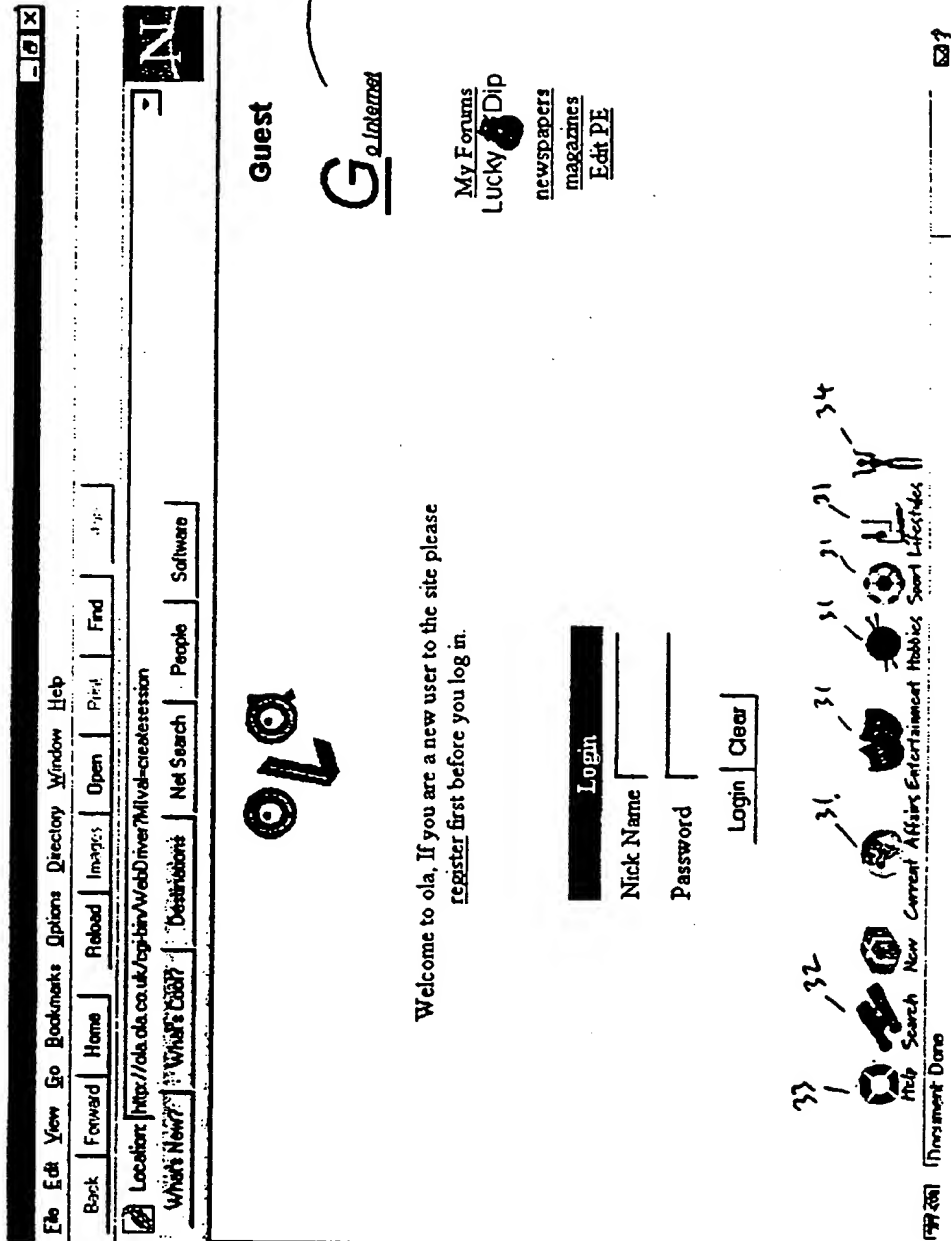 File Edit View Go Bookmarks Options Directory Window Help
Back Forward Home Reload Images Open Print Find
Location: http://ola.ola.co.uk/cgi-bin/WebDriver?MIval=createsession
What's New? What's Cool? Destinations Net Search People Software
N
Guest
ola
Go Internet
Welcome to ola, If you are a new user to the site please
register first before you log in.
My Forums
Lucky Dip
newspapers
magazines
Edit PE
Login
Nick Name
Password
Login Clear
33 32 31 31 31 31 31 34
Help Search New Current Affairs Entertainment Hobbies Sport Lifestyles
Document Done